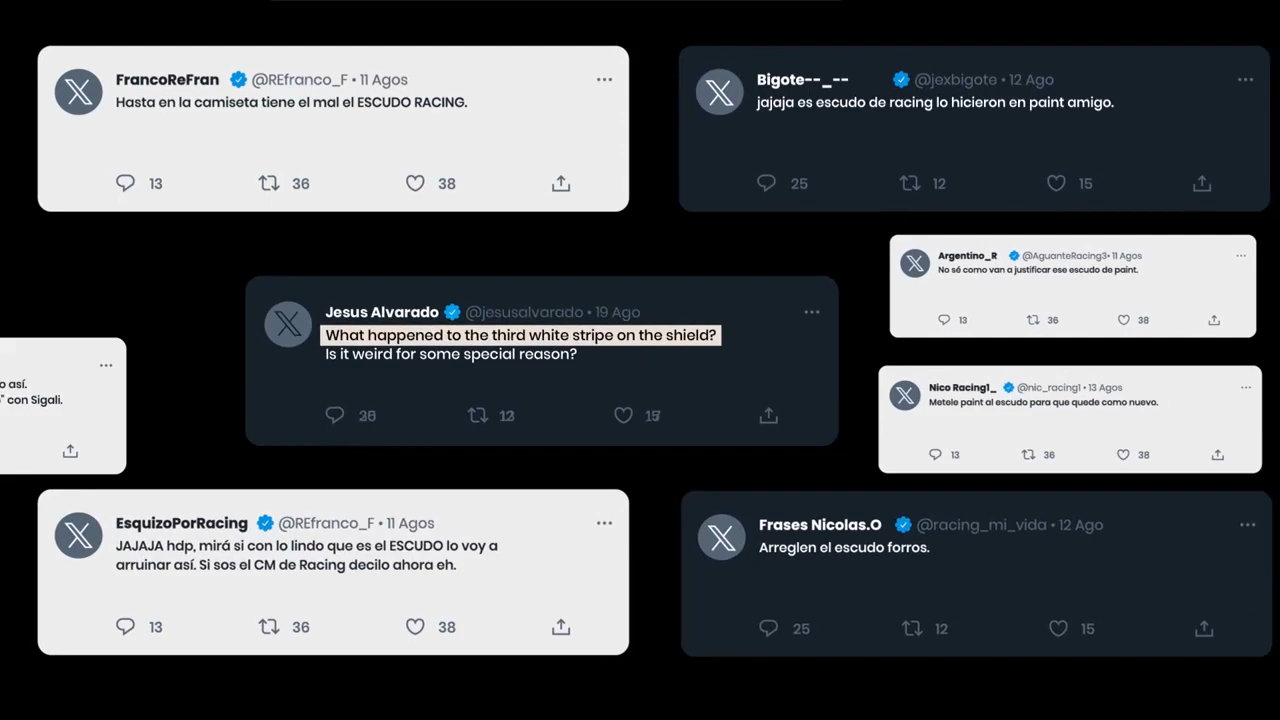 FrancoReFran @REfranco_F • 11 Agos
Hasta en la camiseta tiene el mal el ESCUDO RACING.
13 36 38
Bigote--_-- @jexbigote • 12 Ago
jajaja es escudo de racing lo hicieron en paint amigo.
25 12 15
Argentino_R @AguanteRacing3• 11 Agos
No sé como van a justificar ese escudo de paint.
13 36 38
Jesus Alvarado @jesusalvarado • 19 Ago
What happened to the third white stripe on the shield?
Is it weird for some special reason?
o así.
" con Sigali.
Nico Racing1_ @nic_racing1 • 13 Agos
Metele paint al escudo para que quede como nuevo.
13 36 38
EsquizoPorRacing @REfranco_F • 11 Agos
JAJAJA hdp, mirá si con lo lindo que es el ESCUDO lo voy a
arruinar así. Si sos el CM de Racing decilo ahora eh.
13 36 38
Frases Nicolas.O @racing_mi_vida • 12 Ago
Arreglen el escudo forros.
25 12 15